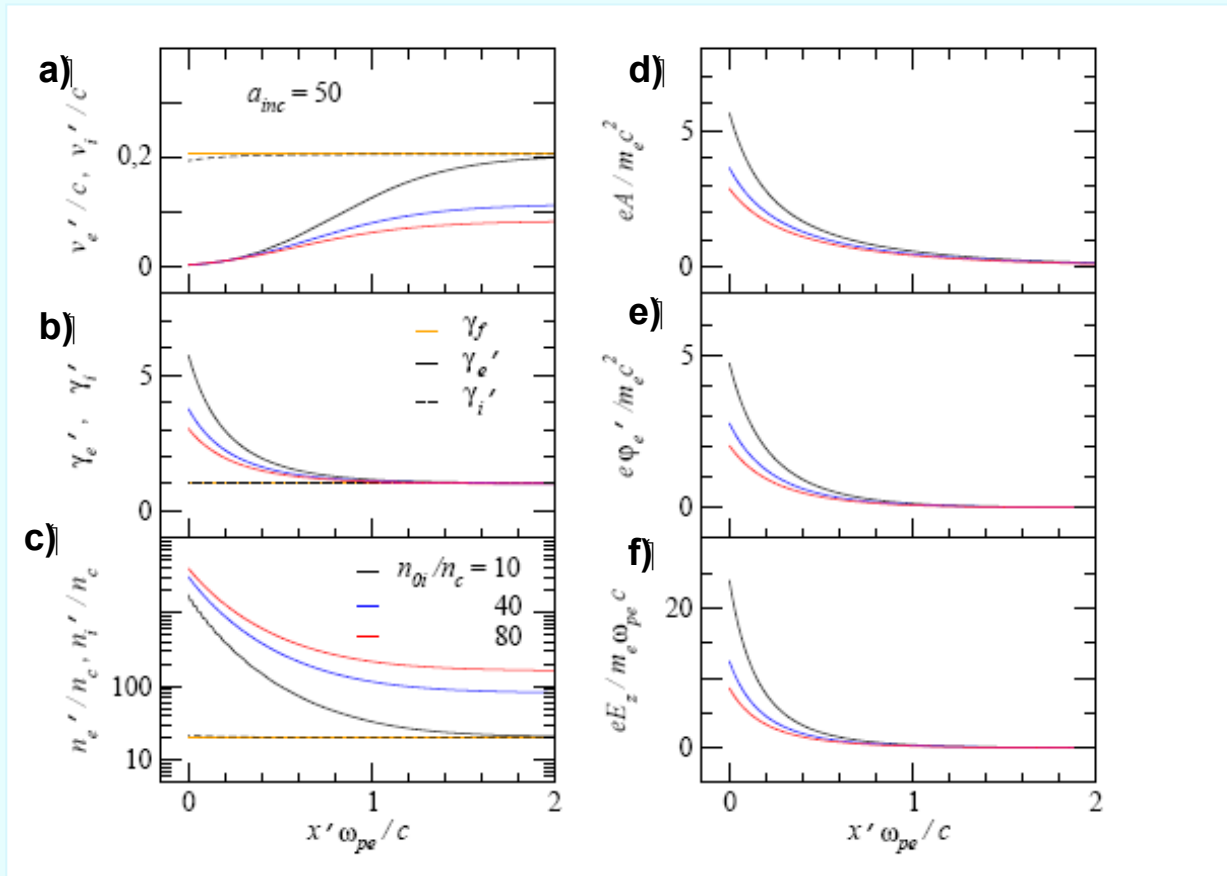 a)
v_e'/c, v_i'/c
a_inc = 50
0,2
0
b)
γ_e', γ_i'
5
0
γ_f
γ_e'
γ_i'
c)
n_e'/n_c, n_i'/n_c
100
10
n_0i/n_c = 10
40
80
0 1 2
x' ω_pe/c
d)
eA/m_e c^2
5
0
e)
eφ_e'/m_e c^2
5
0
f)
eE_z/m_e ω_pe c
20
0
0 1 2
x' ω_pe/c